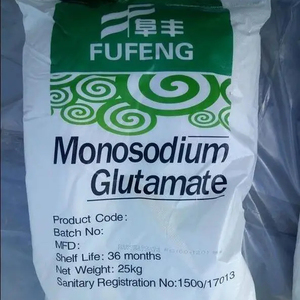 阜丰
FUFENG
Monosodium
Glutamate
Product Code:
Batch No:
MFD:
Shelf Life: 36 months
Net Weight: 25kg
Sanitary Registration No:1500/17013